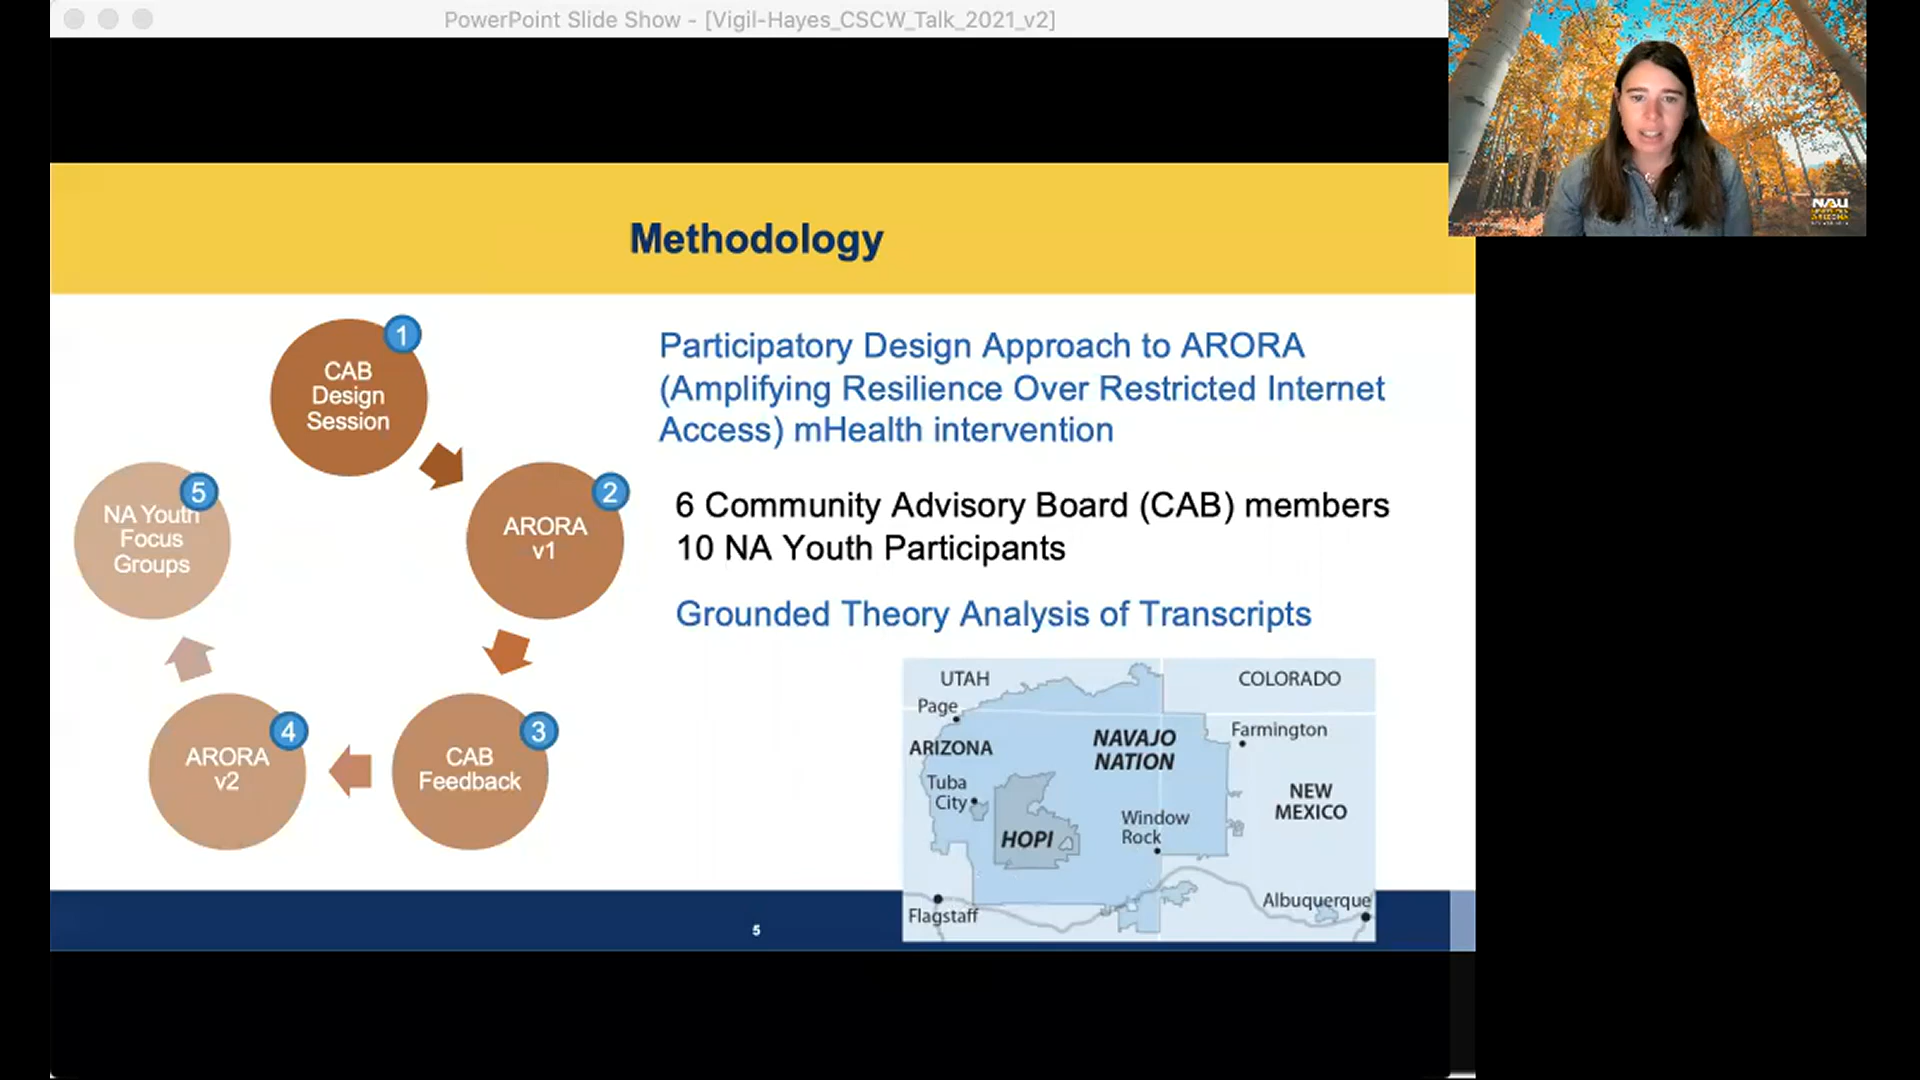 PowerPoint Slide Show - [Vigil-Hayes_CSCW_Talk_2021_v2]
NAU
Methodology
1
CAB
Design
Session
2
ARORA
v1
3
CAB
Feedback
4
ARORA
v2
5
NA Youth
Focus
Groups
Participatory Design Approach to ARORA
(Amplifying Resilience Over Restricted Internet
Access) mHealth intervention
6 Community Advisory Board (CAB) members
10 NA Youth Participants
Grounded Theory Analysis of Transcripts
UTAH
COLORADO
Page
Farmington
ARIZONA
NAVAJO
NATION
Tuba
City
NEW
MEXICO
HOPI
Window
Rock
Albuquerque
Flagstaff
5